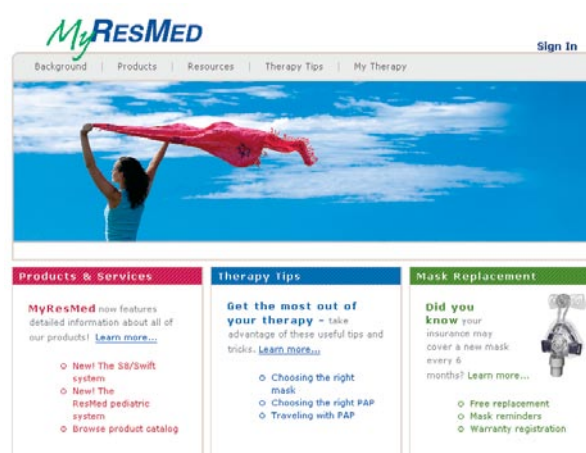 MyResMed
Sign In
Background | Products | Resources | Therapy Tips | My Therapy
Products & Services
MyResMed now features
detailed information about all of
our products! Learn more...
New! The S8/Swift
system
New! The
ResMed pediatric
system
Browse product catalog
Therapy Tips
Get the most out of
your therapy – take
advantage of these useful tips and
tricks. Learn more...
Choosing the right
mask
Choosing the right PAP
Traveling with PAP
Mask Replacement
Did you
know your
insurance may
cover a new mask
every 6
months? Learn more...
Free replacement
Mask reminders
Warranty registration